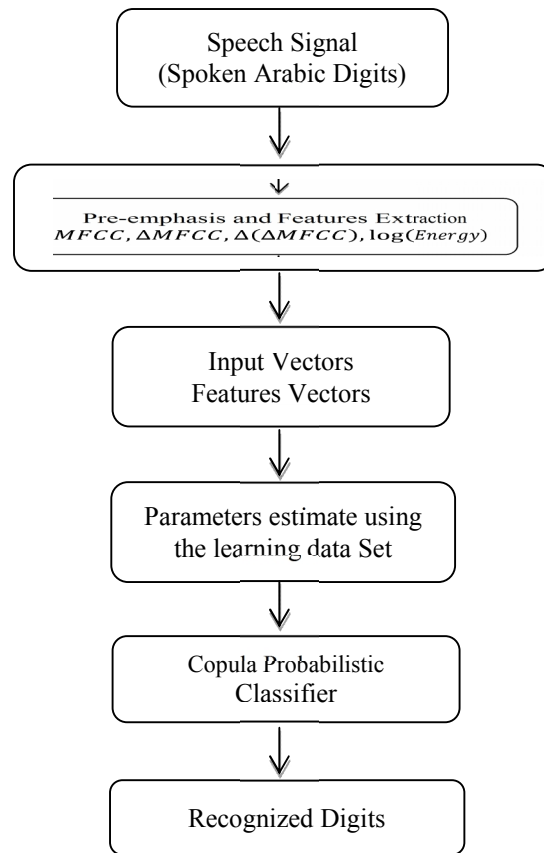 Speech Signal
(Spoken Arabic Digits)
Pre-emphasis and Features Extraction
MFCC, ΔMFCC, Δ(ΔMFCC), log(Energy)
Input Vectors
Features Vectors
Parameters estimate using
the learning data Set
Copula Probabilistic
Classifier
Recognized Digits